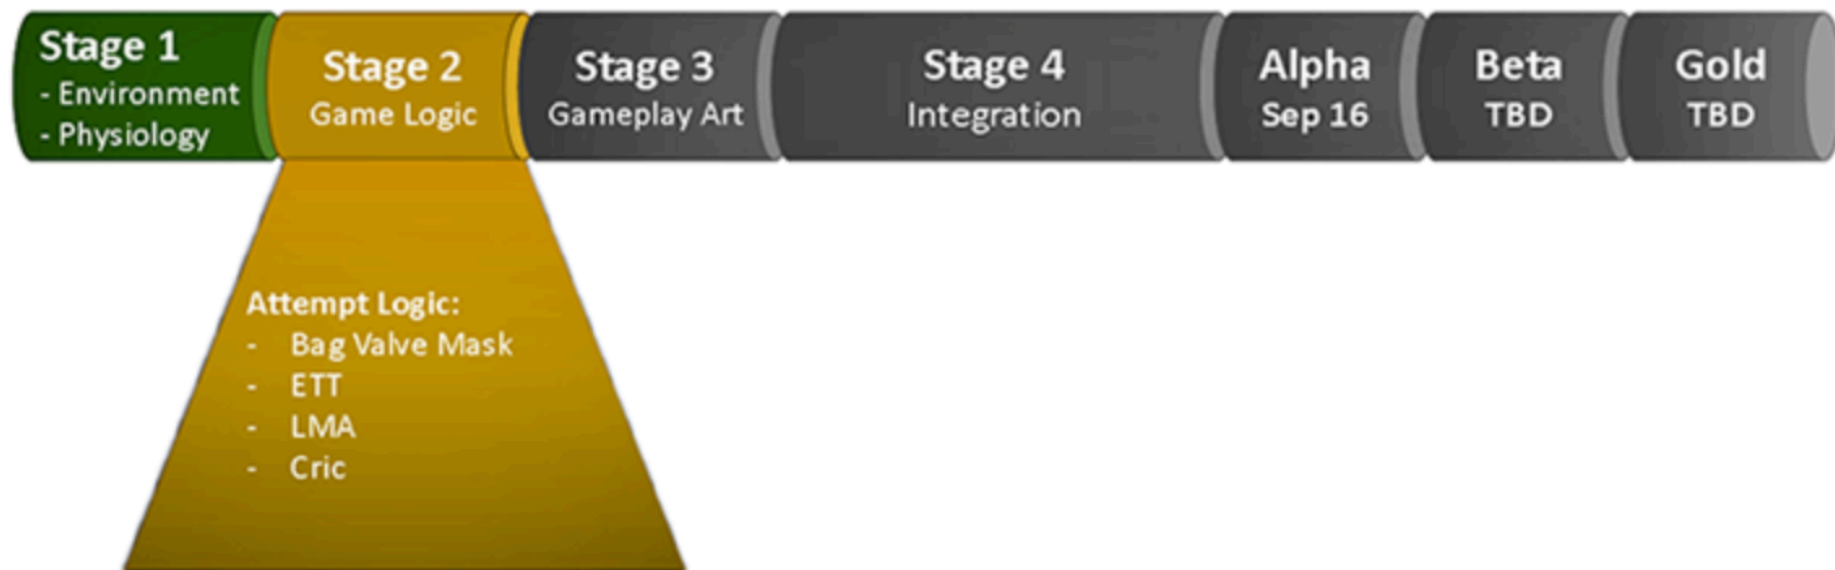 Stage 1
- Environment
- Physiology
Stage 2
Game Logic
Stage 3
Gameplay Art
Stage 4
Integration
Alpha
Sep 16
Beta
TBD
Gold
TBD
Attempt Logic:
- Bag Valve Mask
- ETT
- LMA
- Cric